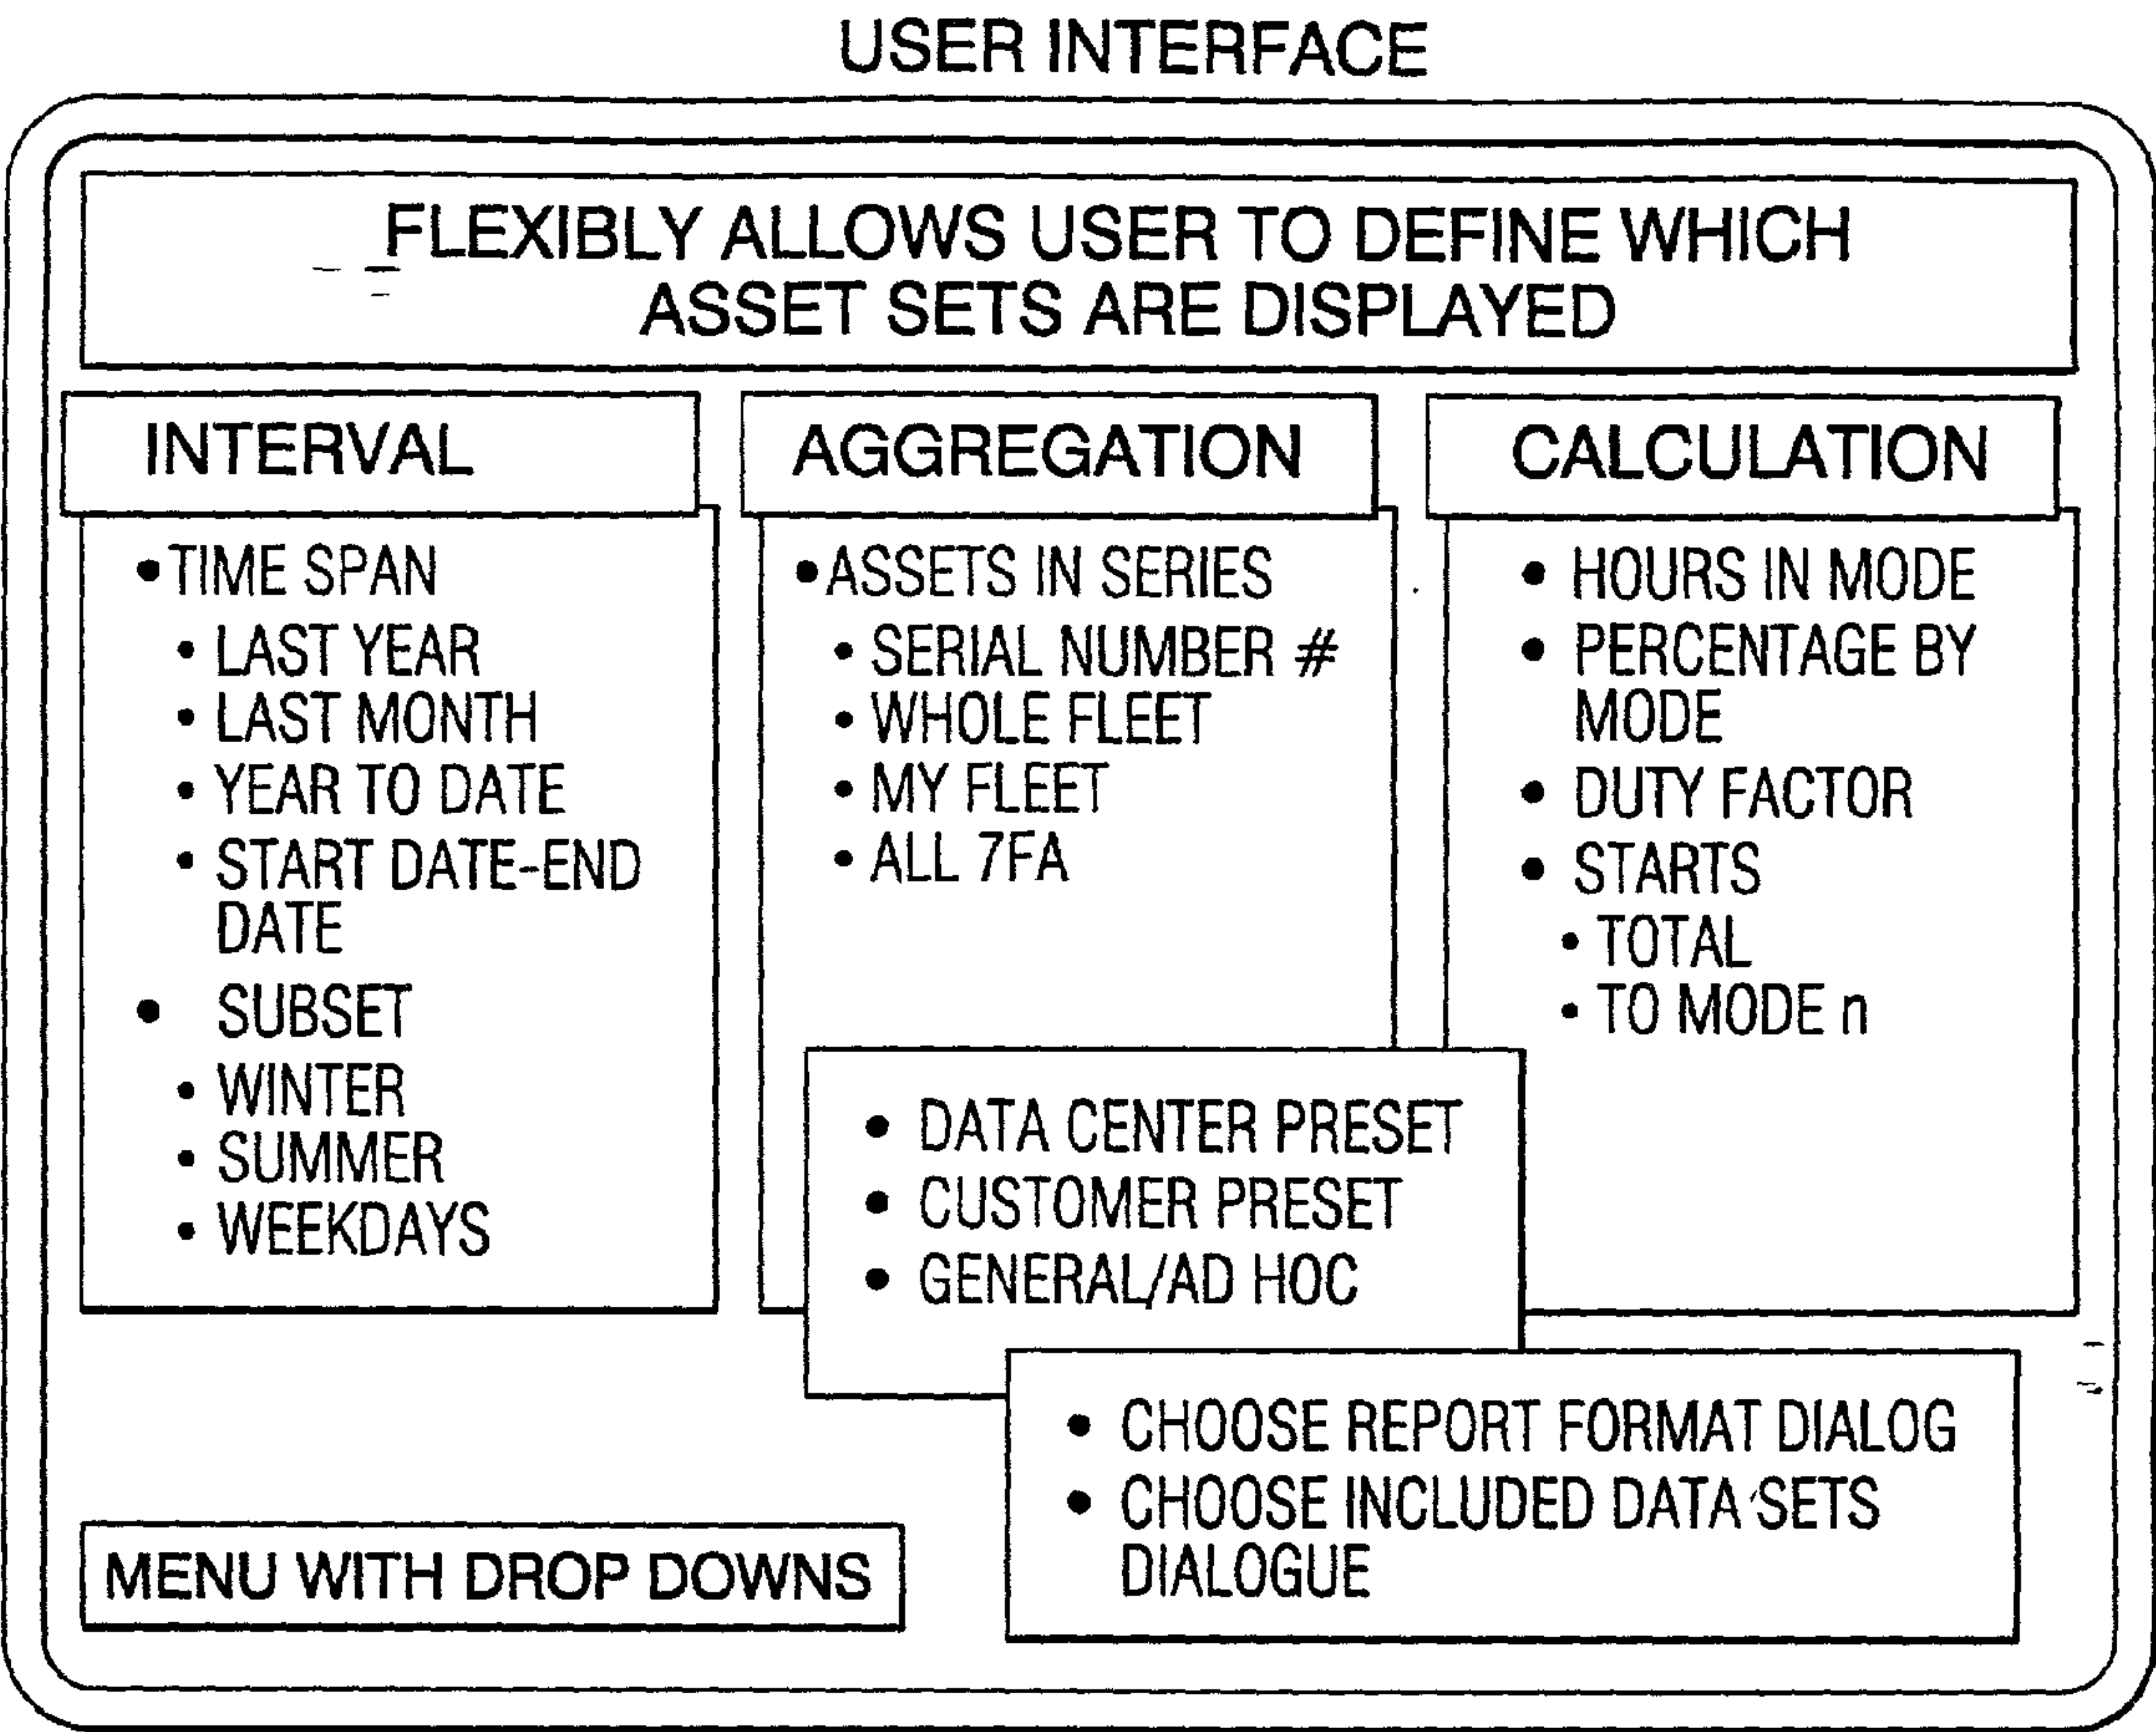 USER INTERFACE
FLEXIBLY ALLOWS USER TO DEFINE WHICH
ASSET SETS ARE DISPLAYED
INTERVAL
•TIME SPAN
• LAST YEAR
• LAST MONTH
• YEAR TO DATE
• START DATE-END
DATE
• SUBSET
• WINTER
• SUMMER
• WEEKDAYS
AGGREGATION
•ASSETS IN SERIES
• SERIAL NUMBER #
• WHOLE FLEET
• MY FLEET
• ALL 7FA
CALCULATION
• HOURS IN MODE
• PERCENTAGE BY
MODE
• DUTY FACTOR
• STARTS
• TOTAL
• TO MODE n
• DATA CENTER PRESET
• CUSTOMER PRESET
• GENERAL/AD HOC
• CHOOSE REPORT FORMAT DIALOG
• CHOOSE INCLUDED DATA SETS
DIALOGUE
MENU WITH DROP DOWNS